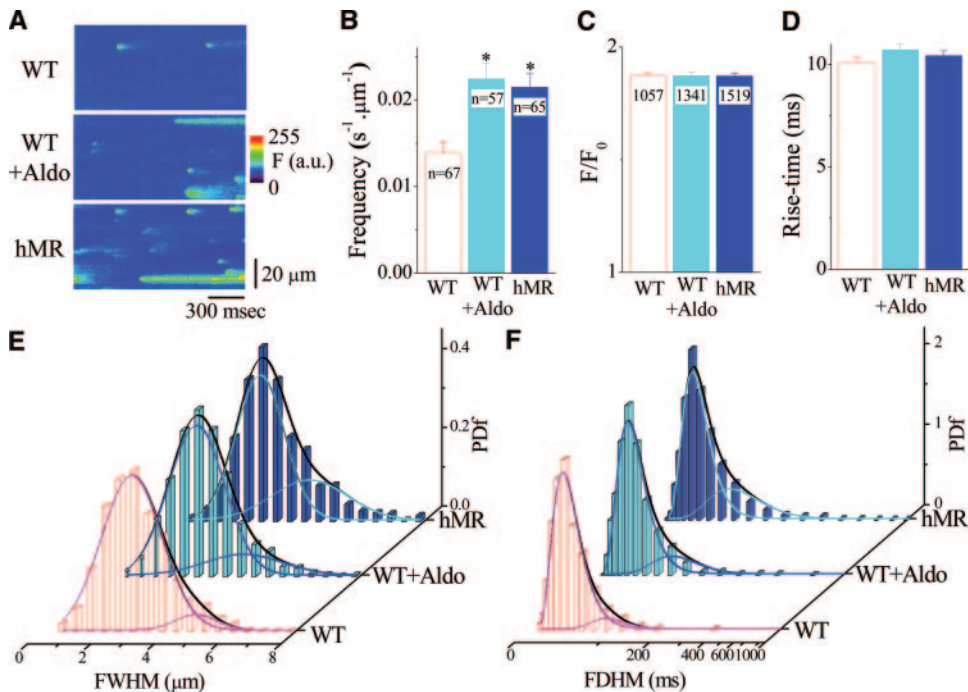 A
WT
WT
+Aldo
hMR
255
F (a.u.)
0
20 μm
300 msec
B
Frequency (s⁻¹.μm⁻¹)
0.02
0.01
0.00
*
*
n=67
n=57
n=65
WT
WT
+Aldo
hMR
C
F/F₀
2
1
1057
1341
1519
WT
WT
+Aldo
hMR
D
Rise-time (ms)
10
5
0
WT
WT
+Aldo
hMR
E
0.4
0.2
0.0
PDf
hMR
WT+Aldo
WT
0 2 4 6 8
FWHM (μm)
F
2
1
0
PDf
hMR
WT+Aldo
WT
0 200 400 600 1000
FDHM (ms)